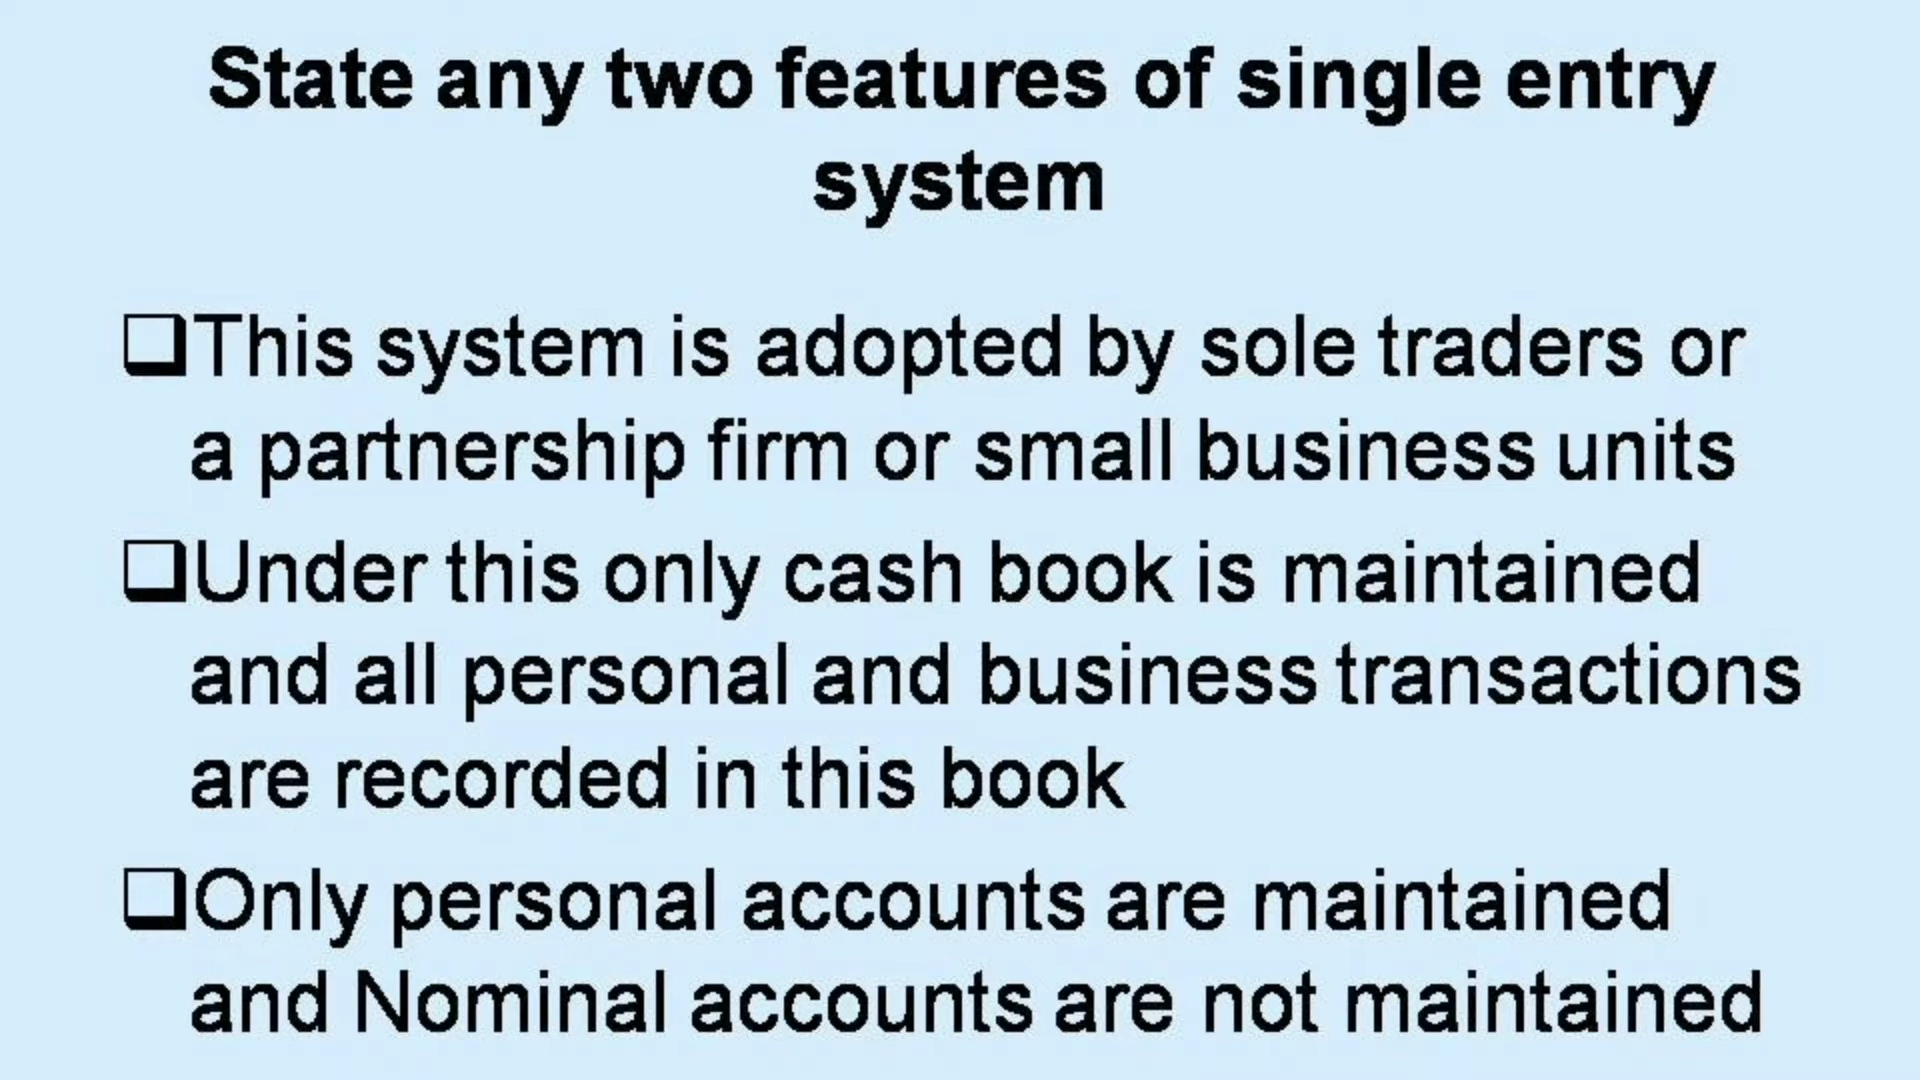 State any two features of single entry
system
❑This system is adopted by sole traders or
a partnership firm or small business units
❑Under this only cash book is maintained
and all personal and business transactions
are recorded in this book
❑Only personal accounts are maintained
and Nominal accounts are not maintained